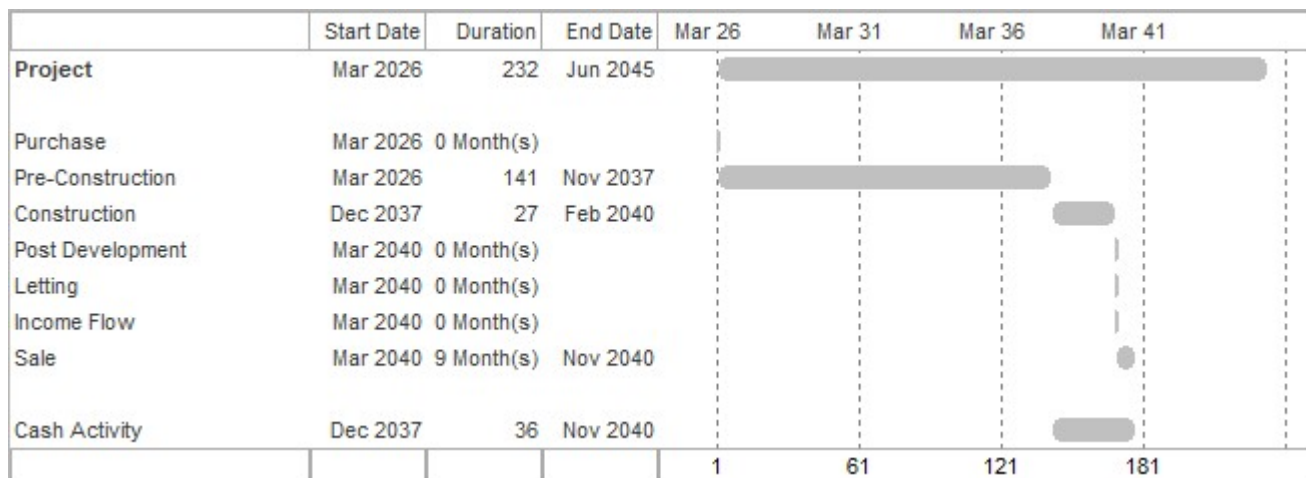 Start Date Duration End Date Mar 26 Mar 31 Mar 36 Mar 41
Project Mar 2026 232 Jun 2045
Purchase Mar 2026 0 Month(s)
Pre-Construction Mar 2026 141 Nov 2037
Construction Dec 2037 27 Feb 2040
Post Development Mar 2040 0 Month(s)
Letting Mar 2040 0 Month(s)
Income Flow Mar 2040 0 Month(s)
Sale Mar 2040 9 Month(s) Nov 2040
Cash Activity Dec 2037 36 Nov 2040
1 61 121 181